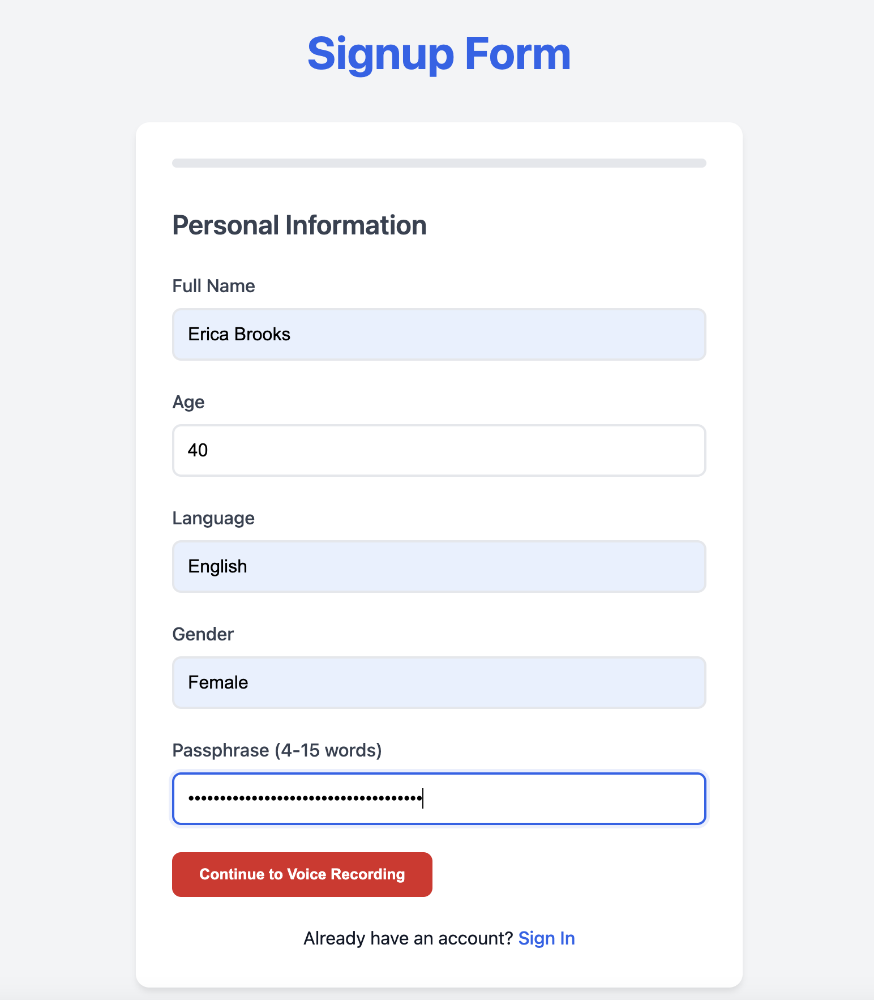 Signup Form
Personal Information
Full Name
Erica Brooks
Age
40
Language
English
Gender
Female
Passphrase (4-15 words)
•••••••••••••••••••••••••••••••••••••
Continue to Voice Recording
Already have an account? Sign In